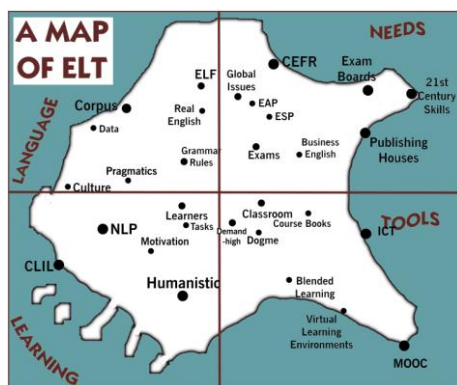 A MAP
OF ELT
NEEDS
LANGUAGE
TOOLS
LEARNING
ELF
Global
Issues
CEFR
Exam
Boards
21st
Century
Skills
Corpus
Data
Real
English
EAP
ESP
Publishing
Houses
Grammar
Rules
Exams
Business
English
Pragmatics
Culture
Learners
Tasks
NLP
Motivation
CLIL
Humanistic
Classroom
Demand
-high
Dogme
Course Books
ICT
Blended
Learning
Virtual
Learning
Environments
MOOC